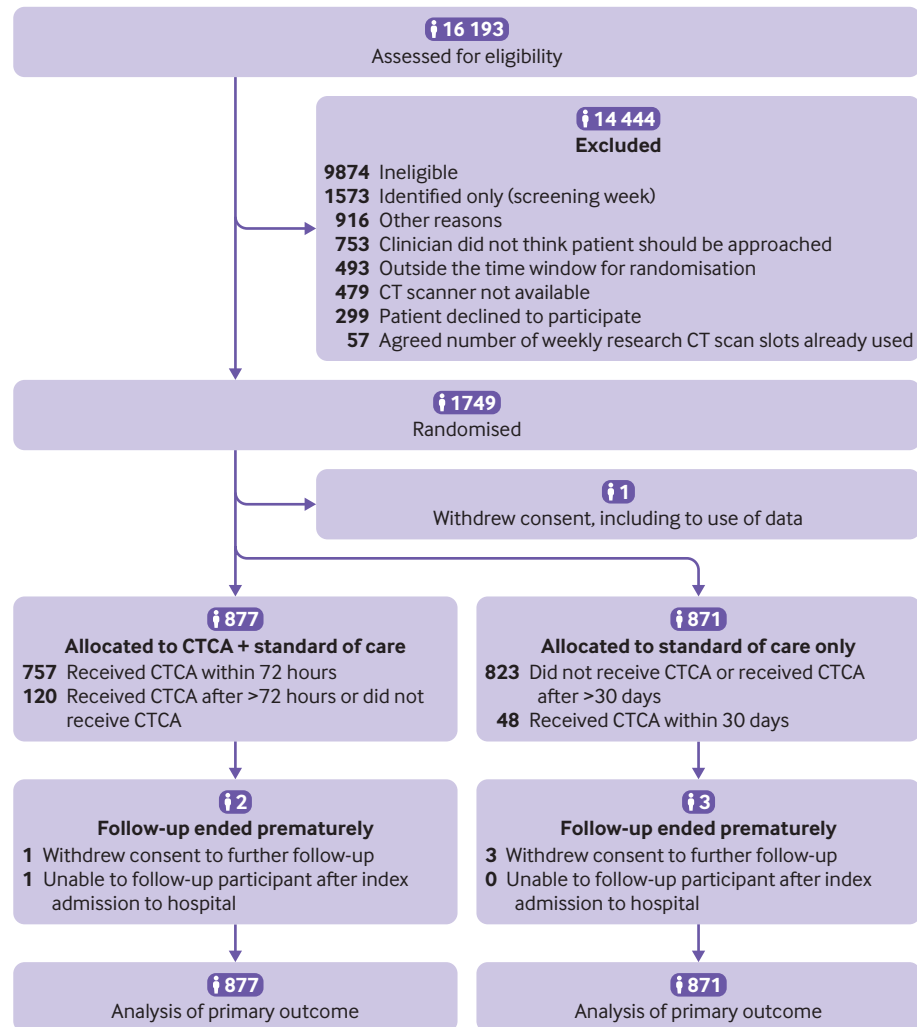 16 193
Assessed for eligibility
14 444
Excluded
9874 Ineligible
1573 Identified only (screening week)
916 Other reasons
753 Clinician did not think patient should be approached
493 Outside the time window for randomisation
479 CT scanner not available
299 Patient declined to participate
57 Agreed number of weekly research CT scan slots already used
1749
Randomised
1
Withdrew consent, including to use of data
877
Allocated to CTCA + standard of care
757 Received CTCA within 72 hours
120 Received CTCA after >72 hours or did not
receive CTCA
871
Allocated to standard of care only
823 Did not receive CTCA or received CTCA
after >30 days
48 Received CTCA within 30 days
2
Follow-up ended prematurely
1 Withdrew consent to further follow-up
1 Unable to follow-up participant after index
admission to hospital
3
Follow-up ended prematurely
3 Withdrew consent to further follow-up
0 Unable to follow-up participant after index
admission to hospital
877
Analysis of primary outcome
871
Analysis of primary outcome